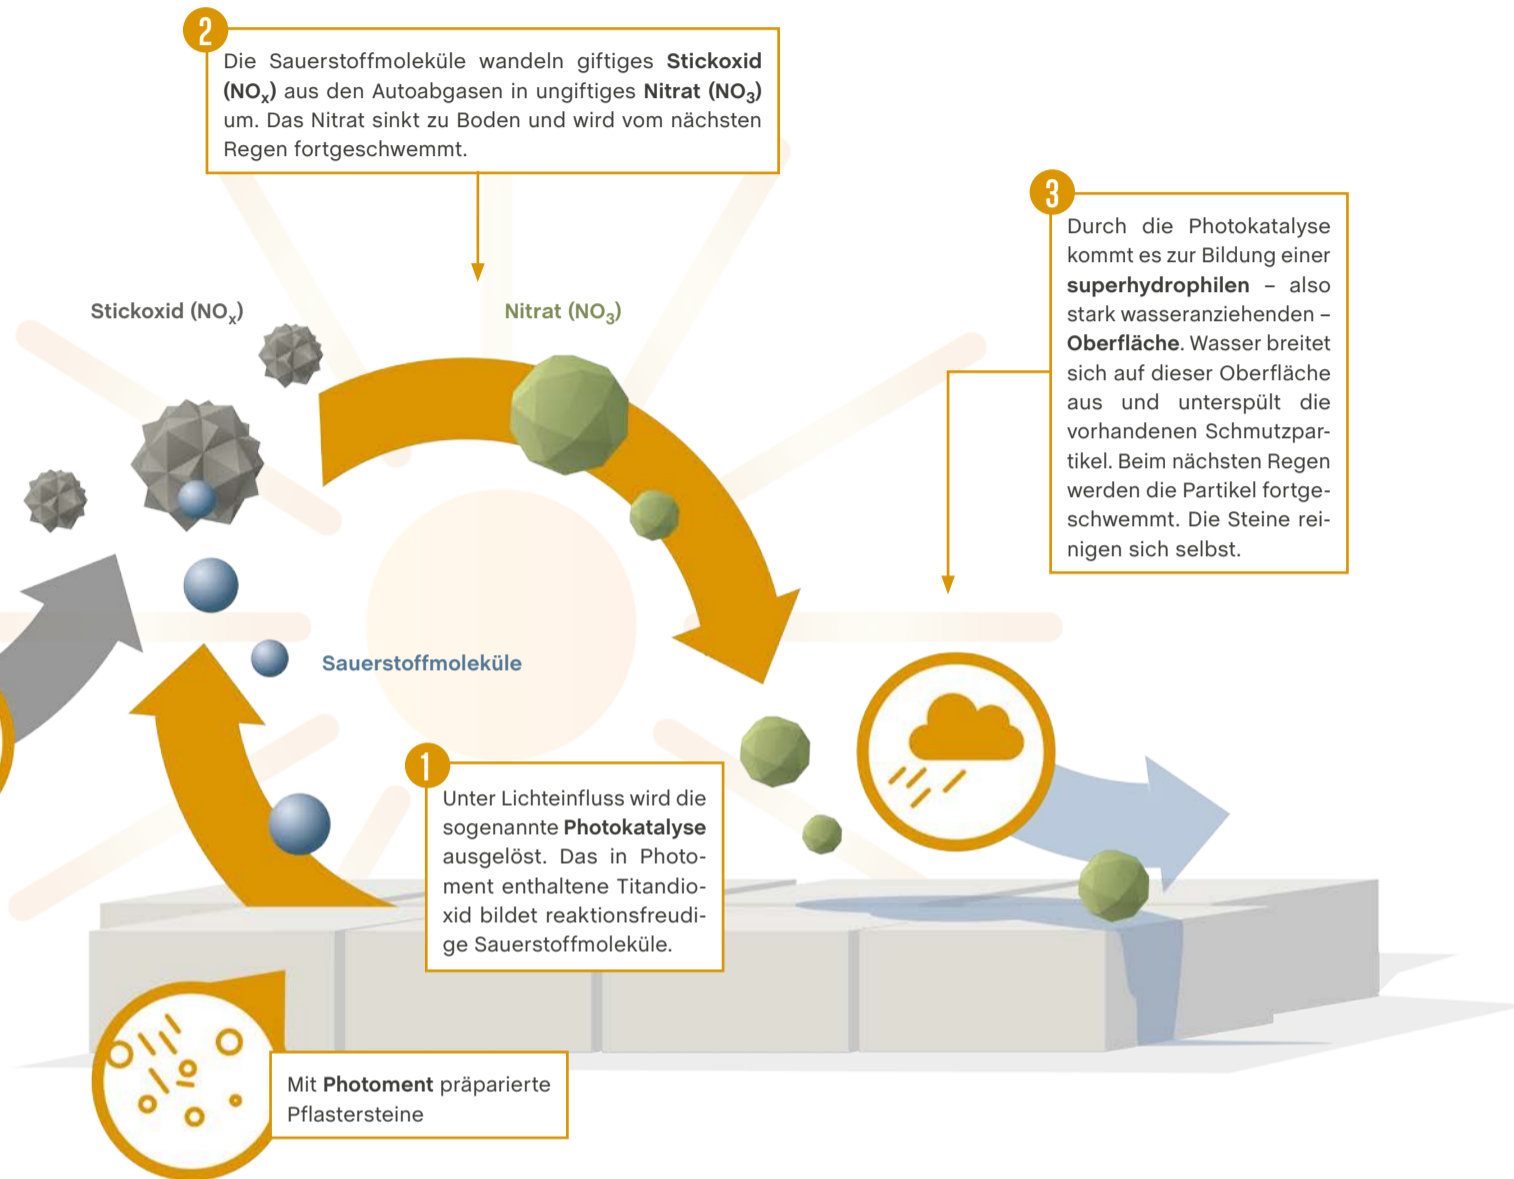 2
Die Sauerstoffmoleküle wandeln giftiges Stickoxid
(NOx) aus den Autoabgasen in ungiftiges Nitrat (NO3)
um. Das Nitrat sinkt zu Boden und wird vom nächsten
Regen fortgeschwemmt.
3
Durch die Photokatalyse
kommt es zur Bildung einer
superhydrophilen – also
stark wasseranziehenden –
Oberfläche. Wasser breitet
sich auf dieser Oberfläche
aus und unterspült die
vorhandenen Schmutzpar-
tikel. Beim nächsten Regen
werden die Partikel fortge-
schwemmt. Die Steine rei-
nigen sich selbst.
Stickoxid (NOx)
Nitrat (NO3)
Sauerstoffmoleküle
1
Unter Lichteinfluss wird die
sogenannte Photokatalyse
ausgelöst. Das in Photo-
ment enthaltene Titandio-
xid bildet reaktionsfreudi-
ge Sauerstoffmoleküle.
Mit Photoment präparierte
Pflastersteine